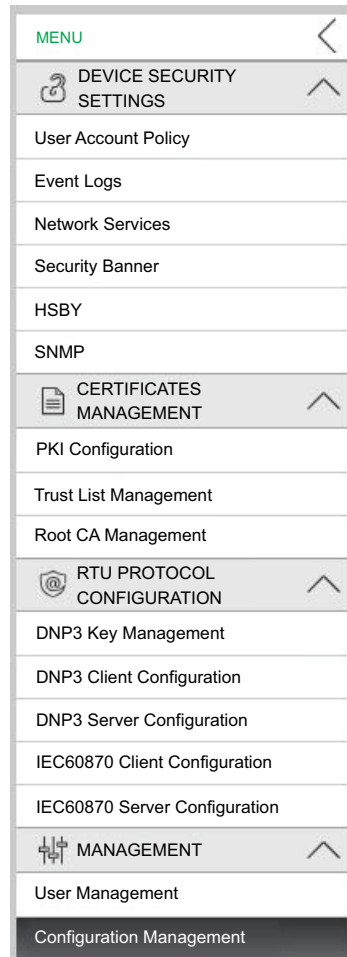 MENU
DEVICE SECURITY
SETTINGS
User Account Policy
Event Logs
Network Services
Security Banner
HSBY
SNMP
CERTIFICATES
MANAGEMENT
PKI Configuration
Trust List Management
Root CA Management
RTU PROTOCOL
CONFIGURATION
DNP3 Key Management
DNP3 Client Configuration
DNP3 Server Configuration
IEC60870 Client Configuration
IEC60870 Server Configuration
MANAGEMENT
User Management
Configuration Management